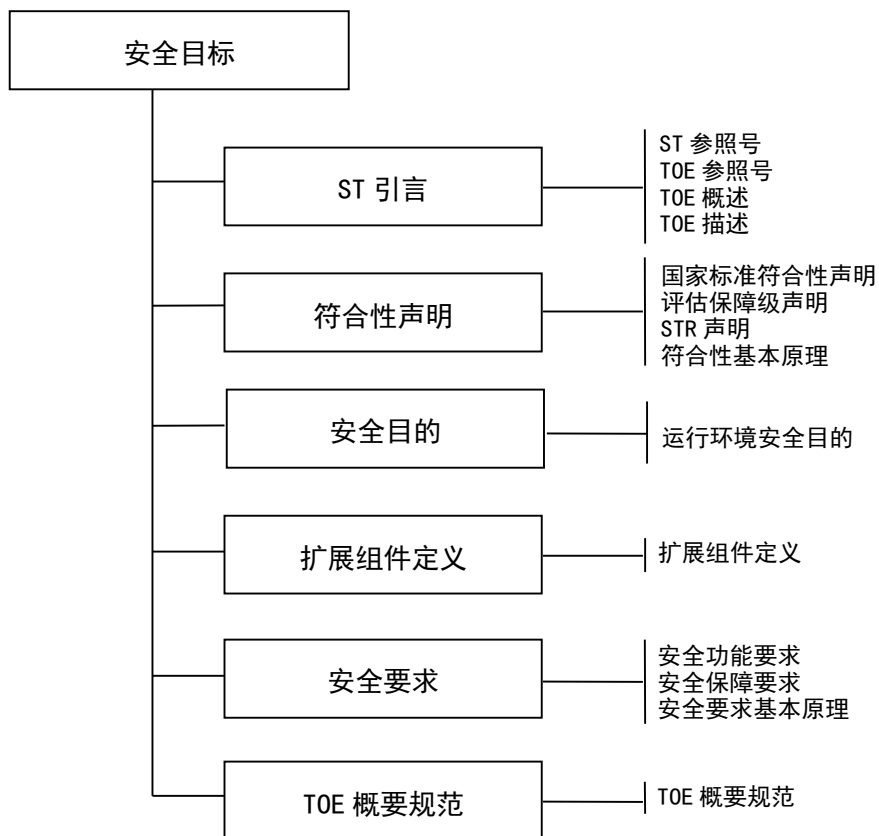 安全目标
ST 引言
ST 参照号
TOE 参照号
TOE 概述
TOE 描述
符合性声明
国家标准符合性声明
评估保障级声明
STR 声明
符合性基本原理
安全目的
运行环境安全目的
扩展组件定义
扩展组件定义
安全要求
安全功能要求
安全保障要求
安全要求基本原理
TOE 概要规范
TOE 概要规范